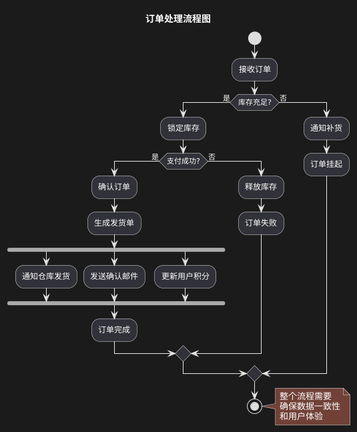 订单处理流程图
接收订单
是
库存充足?
否
锁定库存
通知补货
是
支付成功?
否
订单挂起
确认订单
释放库存
生成发货单
订单失败
通知仓库发货
发送确认邮件
更新用户积分
订单完成
整个流程需要
确保数据一致性
和用户体验